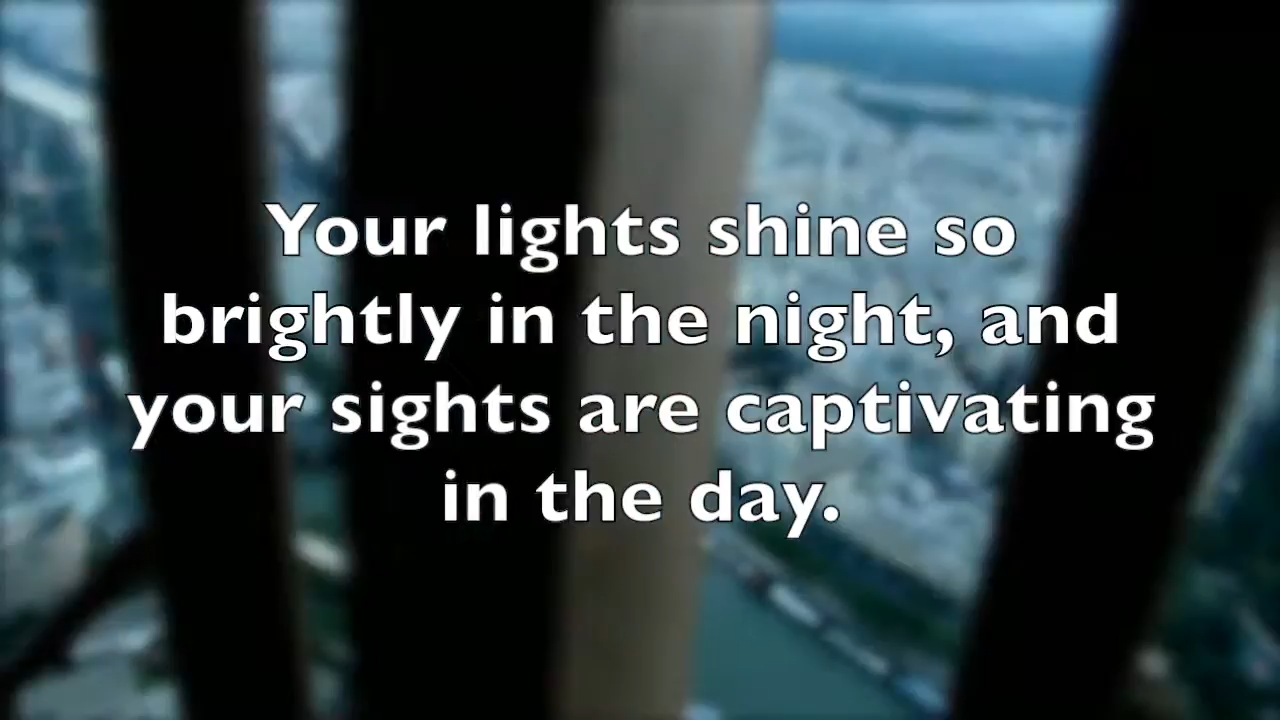 Your lights shine so
brightly in the night, and
your sights are captivating
in the day.